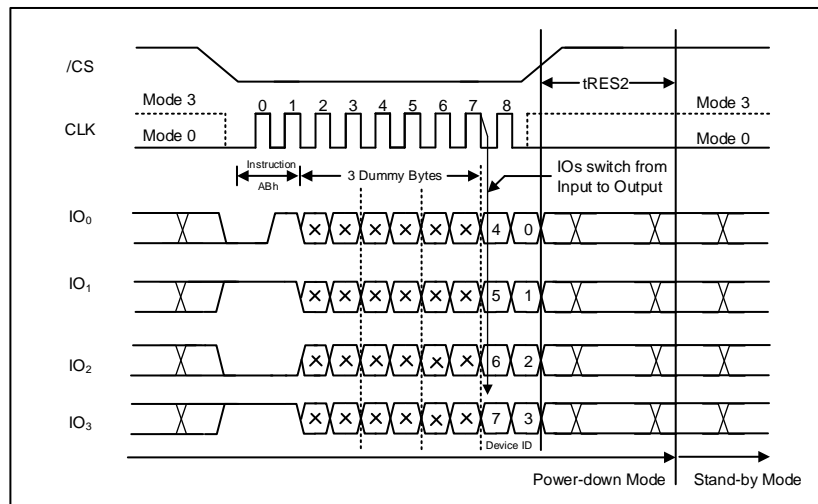 /CS
tRES2
Mode 3 0 1 2 3 4 5 6 7 8 Mode 3
CLK
Mode 0 Mode 0
Instruction
ABh
3 Dummy Bytes
IOs switch from
Input to Output
IO₀ X X X X X X 4 0
IO₁ X X X X X X 5 1
IO₂ X X X X X X 6 2
IO₃ X X X X X X 7 3
Device ID
Power-down Mode Stand-by Mode